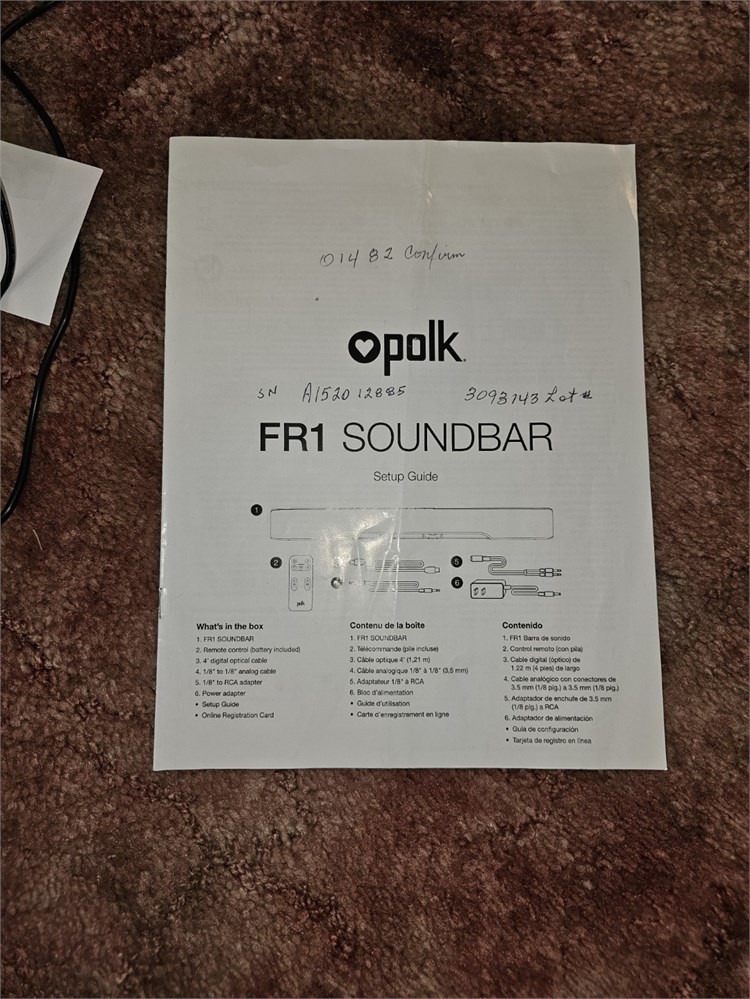 01482 Confirm
polk
SN A152012885 3093143 Lot #
FR1 SOUNDBAR
Setup Guide
1
2
5
6
polk
What's in the box
1. FR1 SOUNDBAR
2. Remote control (battery included)
3. 4' digital optical cable
4. 1/8" to 1/8" analog cable
5. 1/8" to RCA adapter
6. Power adapter
• Setup Guide
• Online Registration Card
Contenu de la boîte
1. FR1 SOUNDBAR
2. Télécommande (pile incluse)
3. Câble optique 4' (1,21 m)
4. Câble analogique 1/8" à 1/8" (3,5 mm)
5. Adaptateur 1/8" à RCA
6. Bloc d'alimentation
• Guide d'utilisation
• Carte d'enregistrement en ligne
Contenido
1. FR1 Barra de sonido
2. Control remoto (con pila)
3. Cable digital (óptico) de
1.22 m (4 pies) de largo
4. Cable analógico con conectores de
3.5 mm (1/8 plg.) a 3.5 mm (1/8 plg.)
5. Adaptador de enchufe de 3.5 mm
(1/8 plg.) a RCA
6. Adaptador de alimentación
• Guía de configuración
• Tarjeta de registro en línea